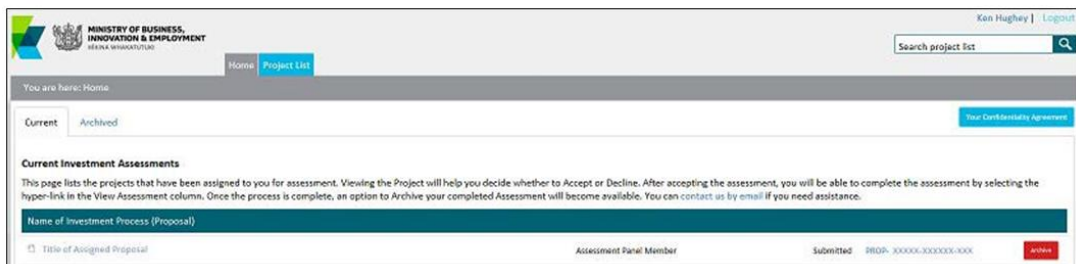 Ken Hughey | Logout
MINISTRY OF BUSINESS,
INNOVATION & EMPLOYMENT
HĪKINA WHAKATUTUKI
Search project list
Home Project List
You are here: Home
Current Archived Your Confidentiality Agreement
Current Investment Assessments
This page lists the projects that have been assigned to you for assessment. Viewing the Project will help you decide whether to Accept or Decline. After accepting the assessment, you will be able to complete the assessment by selecting the
hyper-link in the View Assessment column. Once the process is complete, an option to Archive your completed Assessment will become available. You can contact us by email if you need assistance.
Name of Investment Process (Proposal)
Title of Assigned Proposal Assessment Panel Member Submitted PROP- XXXXX-XXXXXX-XXX Archive